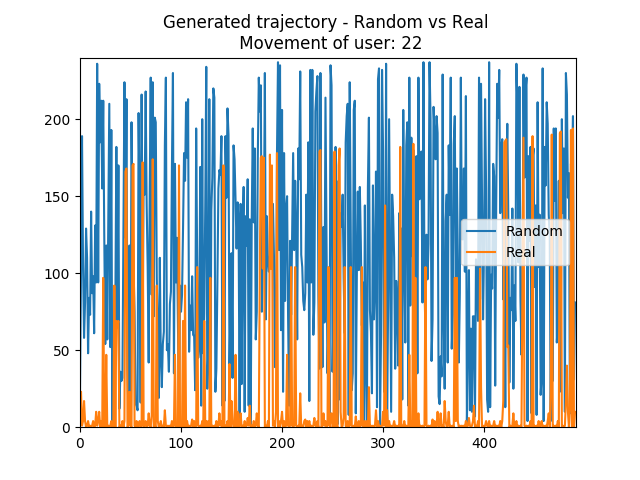 Generated trajectory - Random vs Real
Movement of user: 22
200
150
100
50
0
Random
Real
0
100
200
300
400